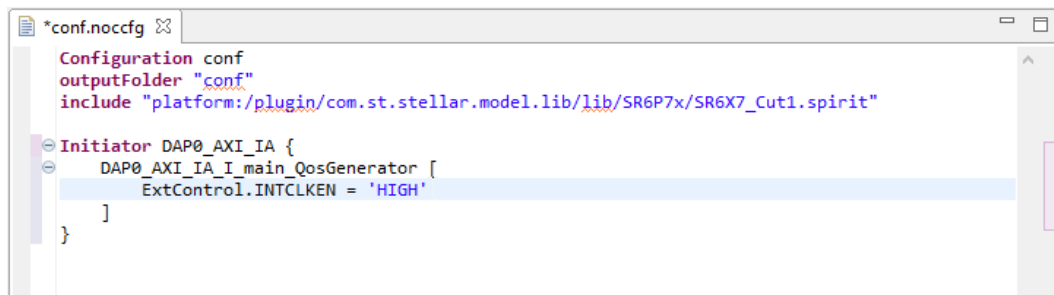 *conf.noccfg
Configuration conf
outputFolder "conf"
include "platform:/plugin/com.st.stellar.model.lib/lib/SR6P7x/SR6X7_Cut1.spirit"
Initiator DAP0_AXI_IA {
DAP0_AXI_IA_I_main_QosGenerator [
ExtControl.INTCLKEN = 'HIGH'
]
}